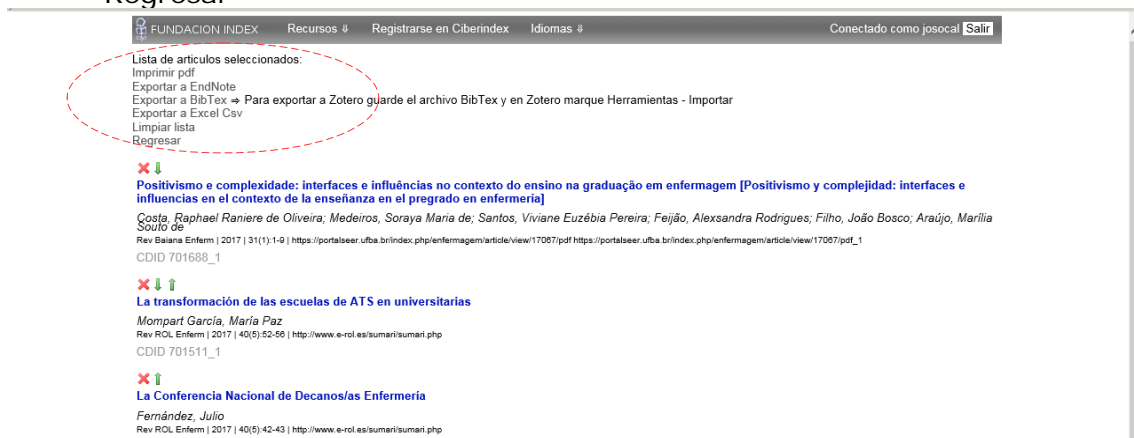 Regresar
FUNDACION INDEX Recursos ⇓ Registrarse en Ciberindex Idiomas ⇓ Conectado como josocal Salir
Lista de articulos seleccionados:
Imprimir pdf
Exportar a EndNote
Exportar a BibTex ⇒ Para exportar a Zotero guarde el archivo BibTex y en Zotero marque Herramientas - Importar
Exportar a Excel Csv
Limpiar lista
Regresar
Positivismo e complexidade: interfaces e influências no contexto do ensino na graduação em enfermagem [Positivismo y complejidad: interfaces e
influencias en el contexto de la enseñanza en el pregrado en enfermería]
Costa, Raphael Raniere de Oliveira; Medeiros, Soraya Maria de; Santos, Viviane Euzébia Pereira; Feijão, Alexsandra Rodrigues; Filho, João Bosco; Araújo, Marília
Souto de
Rev Baiana Enferm | 2017 | 31(1):1-9 | https://portalseer.ufba.br/index.php/enfermagem/article/view/17067/pdf https://portalseer.ufba.br/index.php/enfermagem/article/view/17067/pdf_1
CDID 701688_1
La transformación de las escuelas de ATS en universitarias
Mompart García, María Paz
Rev ROL Enferm | 2017 | 40(5):52-56 | http://www.e-rol.es/sumari/sumari.php
CDID 701511_1
La Conferencia Nacional de Decanos/as Enfermería
Fernández, Julio
Rev ROL Enferm | 2017 | 40(5):42-43 | http://www.e-rol.es/sumari/sumari.php